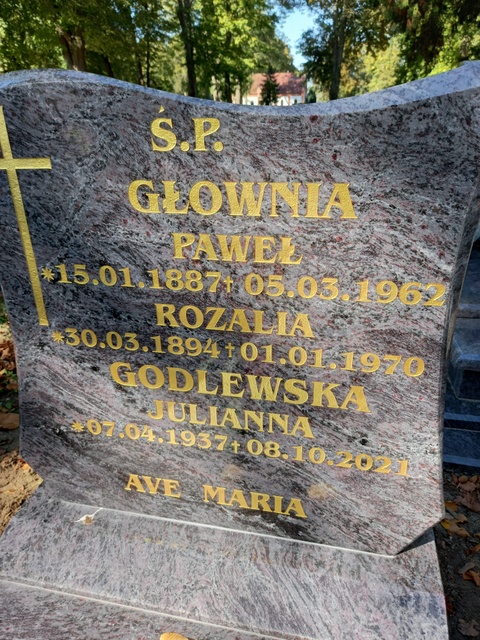 Ś.P.
GŁOWNIA
PAWEŁ
*15.01.1887† 05.03.1962
ROZALIA
*30.03.1894†01.01.1970
GODLEWSKA
JULIANNA
*07.04.1937†08.10.2021
AVE MARIA